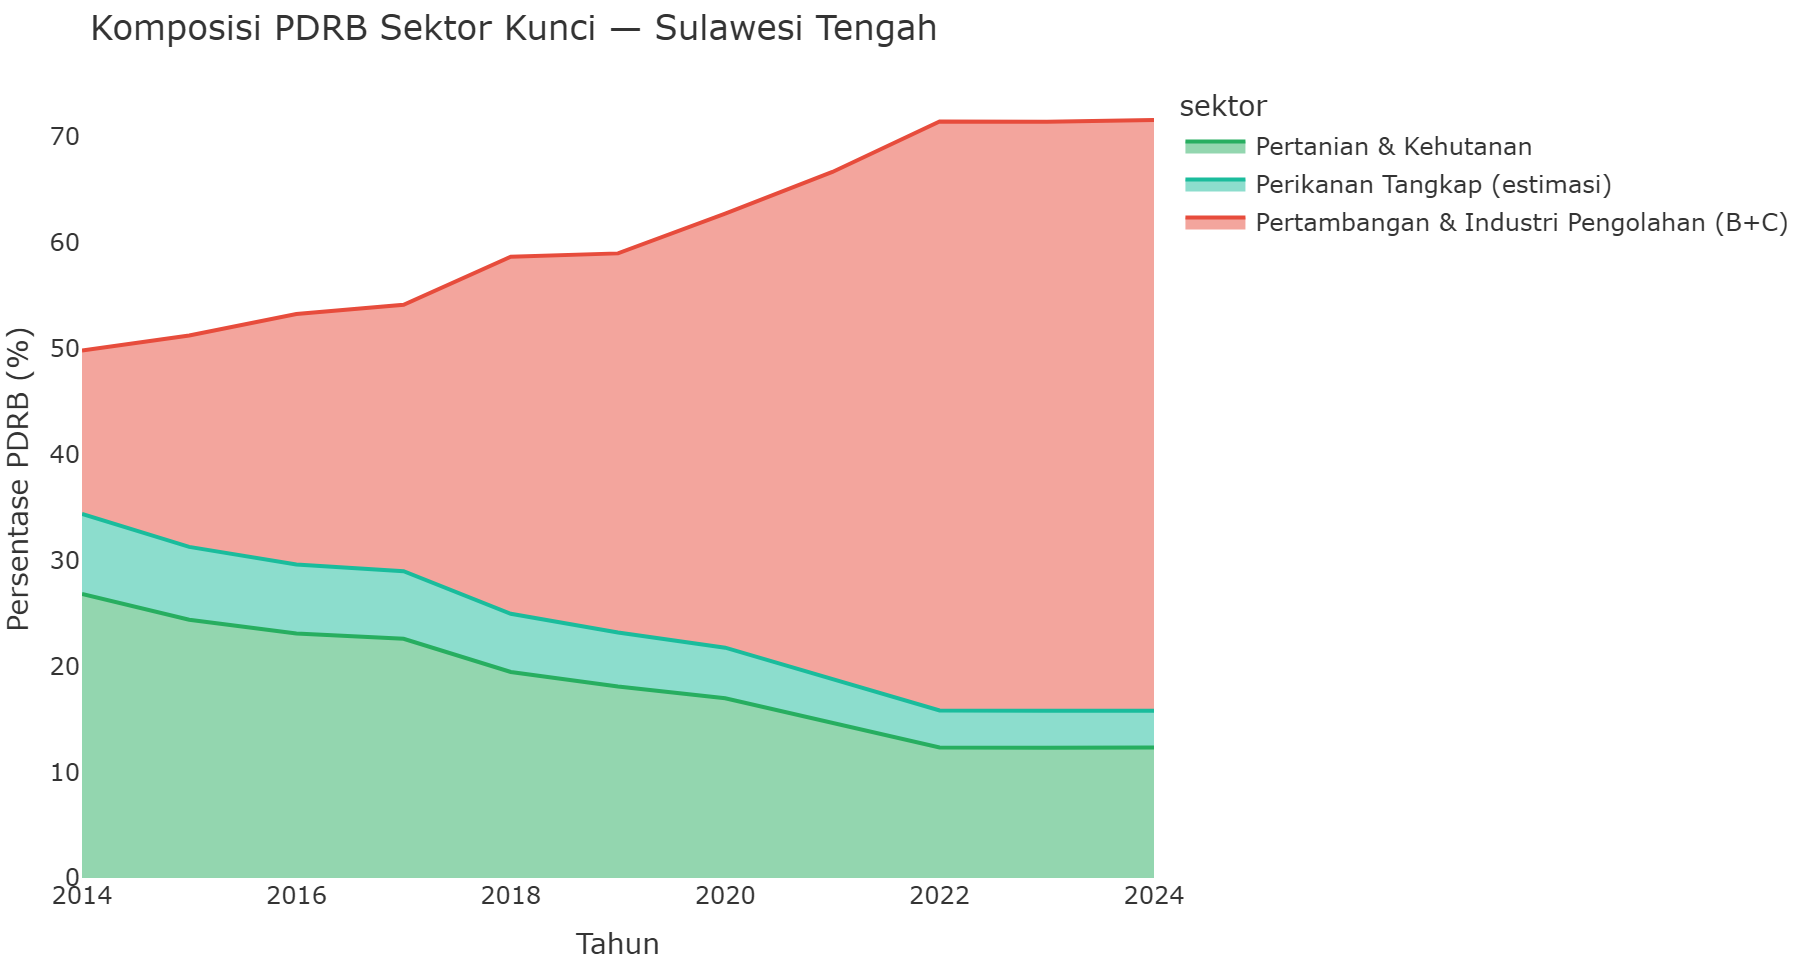 Komposisi PDRB Sektor Kunci — Sulawesi Tengah
sektor
Pertanian & Kehutanan
Perikanan Tangkap (estimasi)
Pertambangan & Industri Pengolahan (B+C)
Persentase PDRB (%)
70
60
50
40
30
20
10
0
2014 2016 2018 2020 2022 2024
Tahun